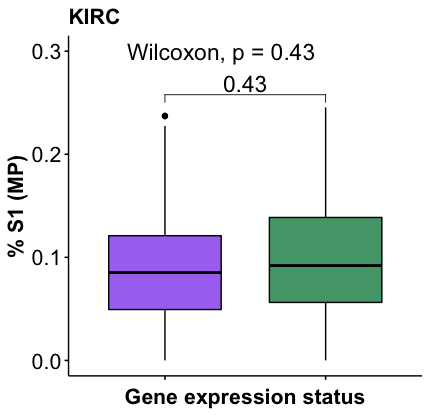 KIRC
Wilcoxon, p = 0.43
0.43
% S1 (MP)
0.3
0.2
0.1
0.0
Gene expression status